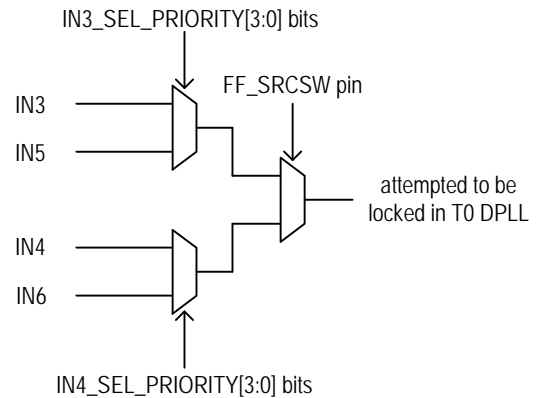 IN3_SEL_PRIORITY[3:0] bits
FF_SRCSW pin
IN3
IN5
attempted to be
locked in T0 DPLL
IN4
IN6
IN4_SEL_PRIORITY[3:0] bits